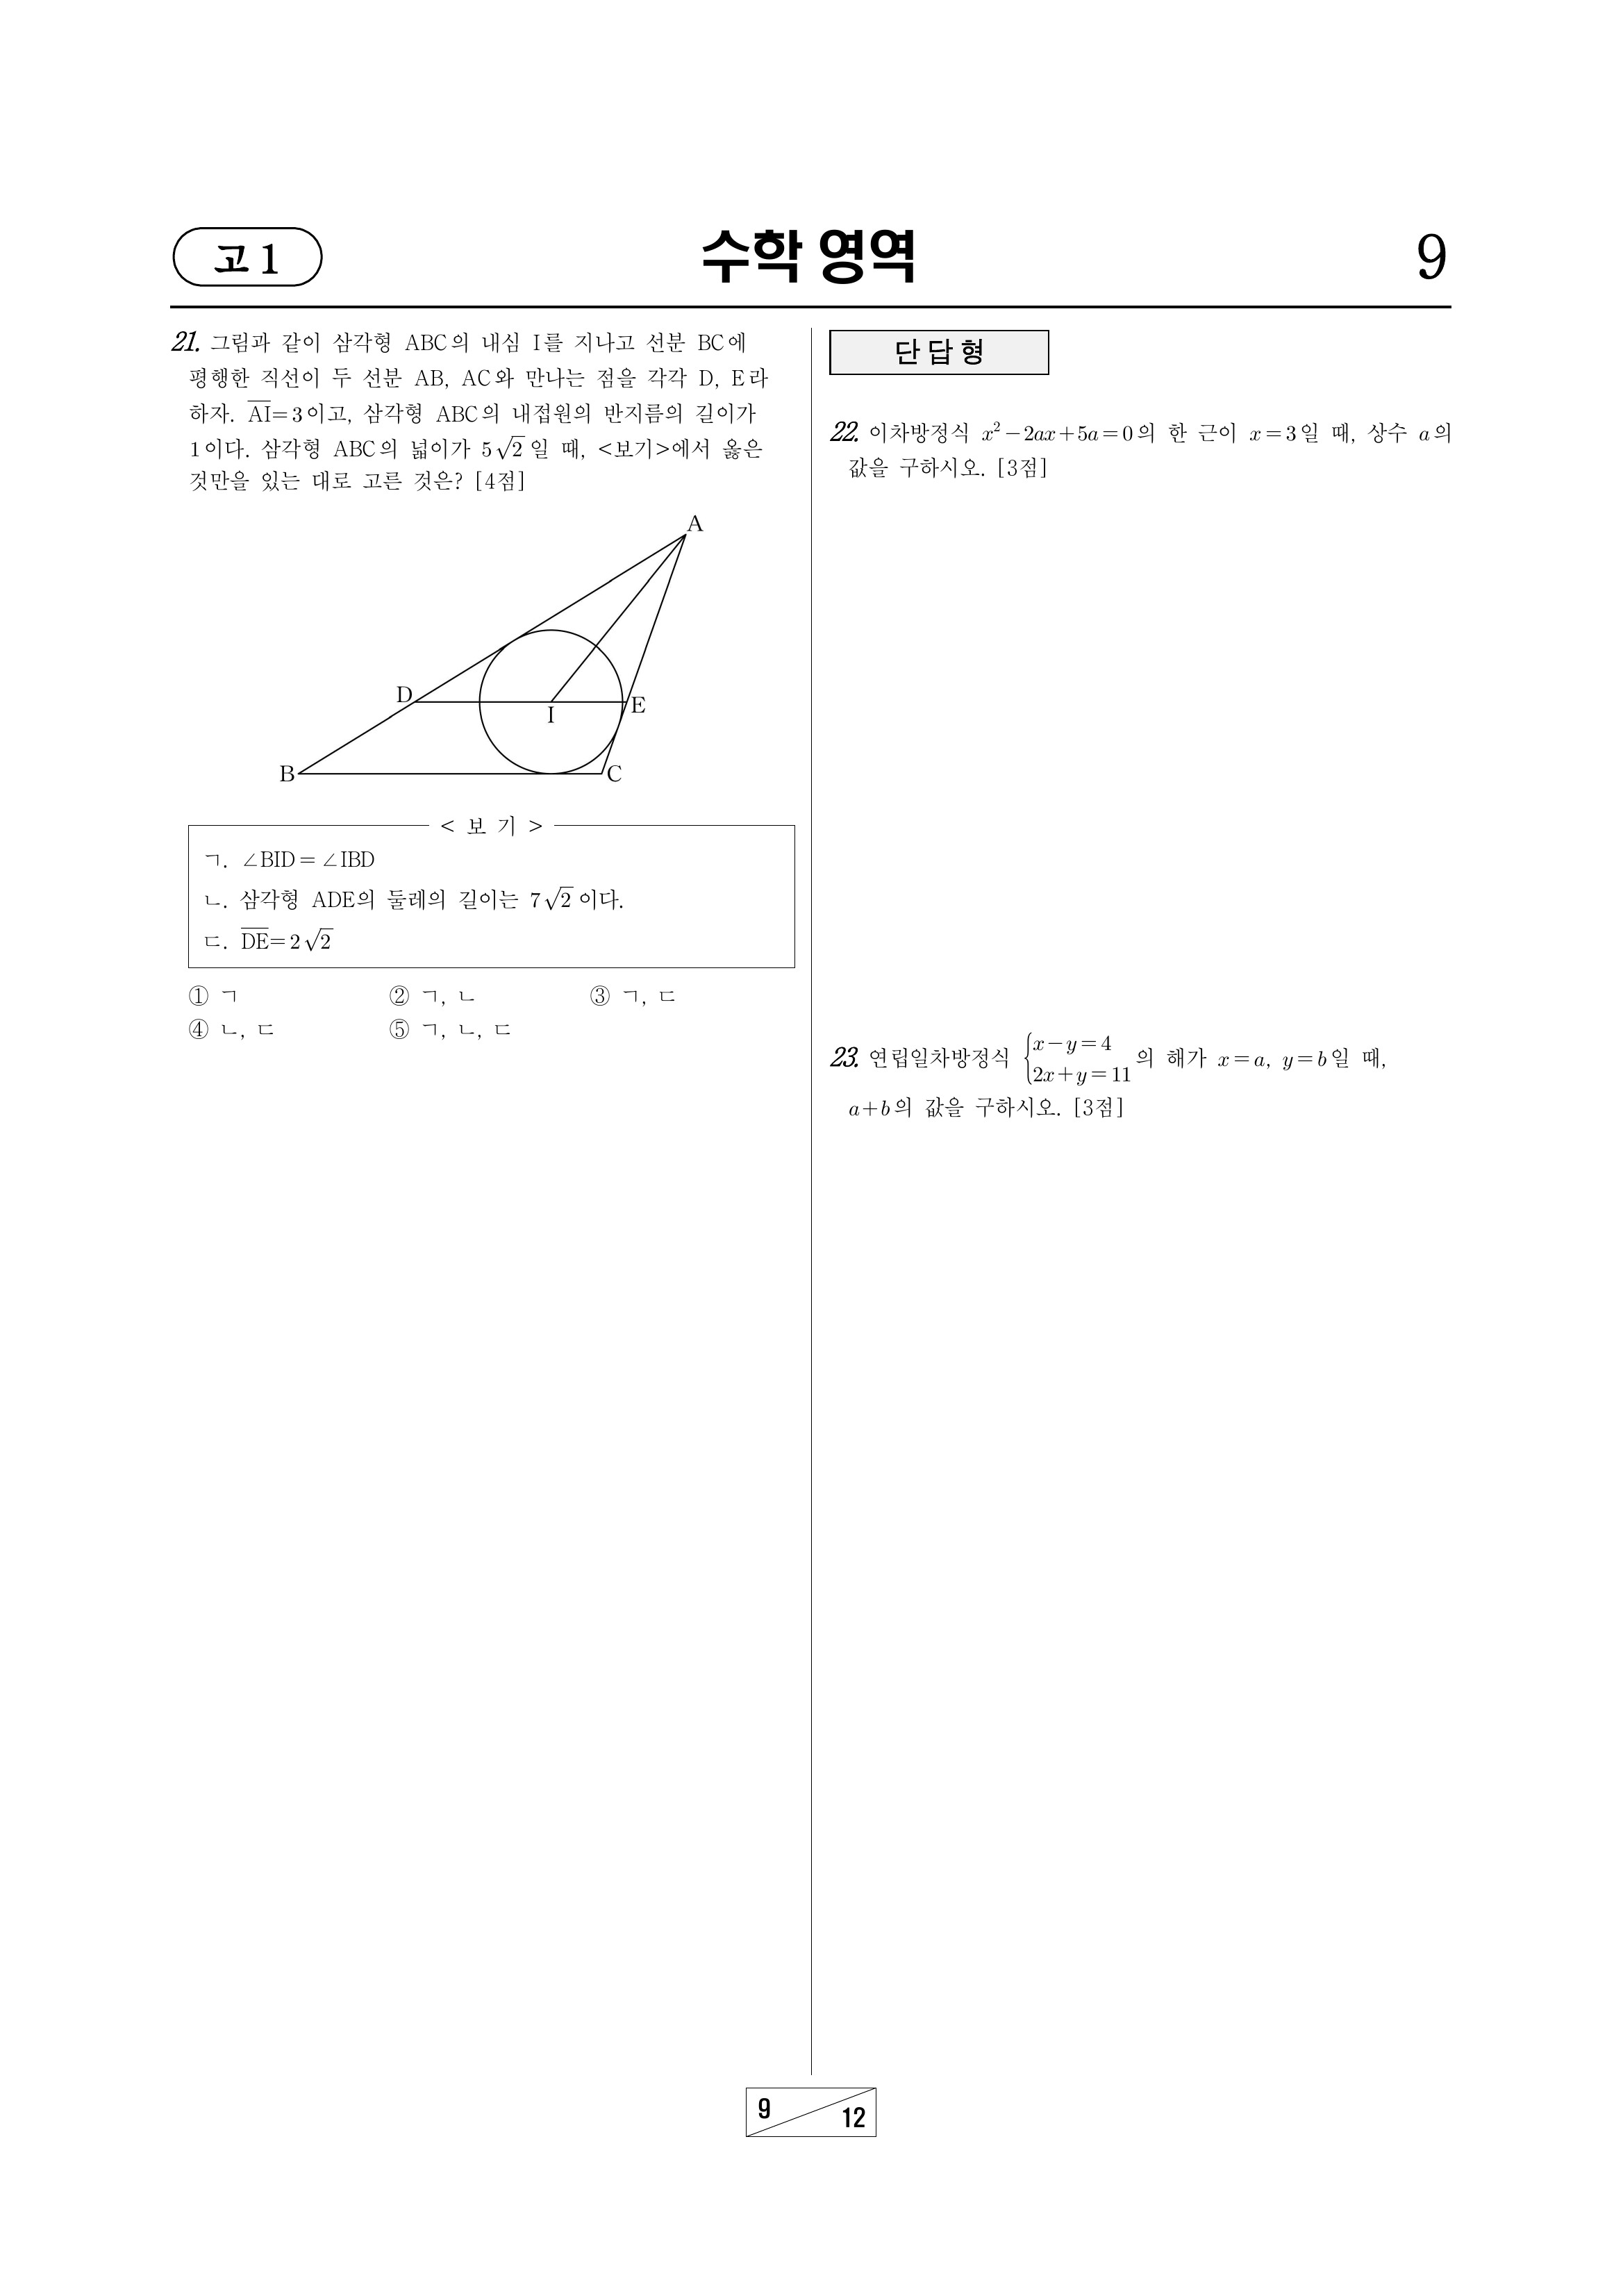 고 1
수학 영역
9
21. 그림과 같이 삼각형 ABC의 내심 I를 지나고 선분 BC에
평행한 직선이 두 선분 AB, AC와 만나는 점을 각각 D, E라
하자. \overline{AI}=3이고, 삼각형 ABC의 내접원의 반지름의 길이가
1이다. 삼각형 ABC의 넓이가 5√2 일 때, <보기>에서 옳은
것만을 있는 대로 고른 것은? [4점]
A
D
I
E
B
C
< 보 기 >
ㄱ. ∠BID = ∠IBD
ㄴ. 삼각형 ADE의 둘레의 길이는 7√2 이다.
ㄷ. \overline{DE}=2√2
① ㄱ ② ㄱ, ㄴ ③ ㄱ, ㄷ
④ ㄴ, ㄷ ⑤ ㄱ, ㄴ, ㄷ
단 답 형
22. 이차방정식 x²-2ax+5a=0의 한 근이 x=3일 때, 상수 a의
값을 구하시오. [3점]
23. 연립일차방정식 {x-y=4
2x+y=11 의 해가 x=a, y=b일 때,
a+b의 값을 구하시오. [3점]
9
12